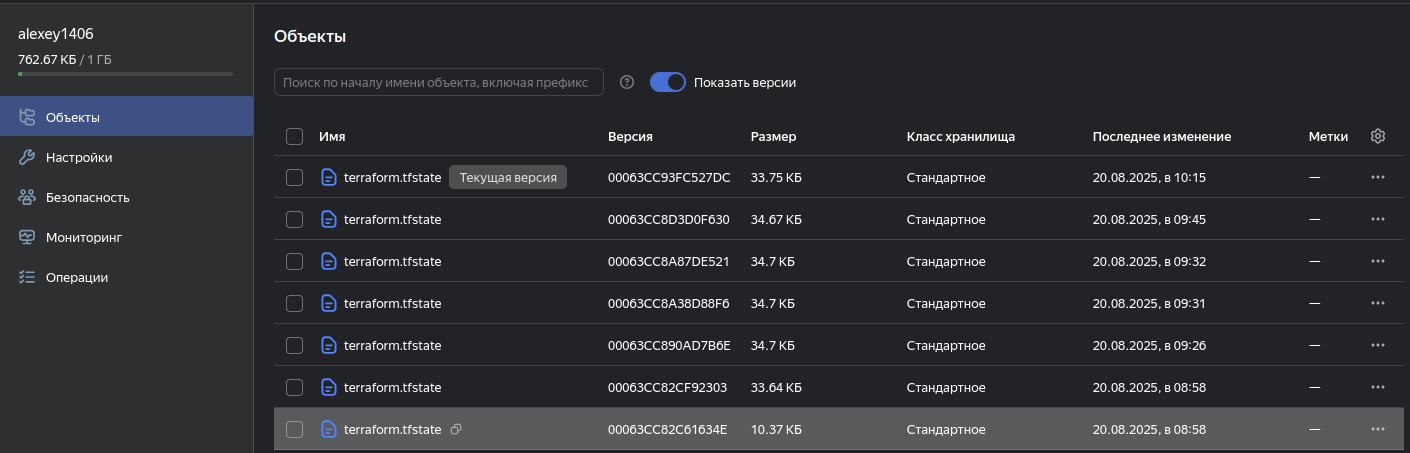 alexey1406
762.67 КБ / 1 ГБ
Объекты
Настройки
Безопасность
Мониторинг
Операции
Объекты
Поиск по началу имени объекта, включая префикс
Показать версии
Имя Версия Размер Класс хранилища Последнее изменение Метки
terraform.tfstate Текущая версия 00063CC93FC527DC 33.75 КБ Стандартное 20.08.2025, в 10:15 —
terraform.tfstate 00063CC8D3D0F630 34.67 КБ Стандартное 20.08.2025, в 09:45 —
terraform.tfstate 00063CC8A87DE521 34.7 КБ Стандартное 20.08.2025, в 09:32 —
terraform.tfstate 00063CC8A38D88F6 34.7 КБ Стандартное 20.08.2025, в 09:31 —
terraform.tfstate 00063CC890AD7B6E 34.7 КБ Стандартное 20.08.2025, в 09:26 —
terraform.tfstate 00063CC82CF92303 33.64 КБ Стандартное 20.08.2025, в 08:58 —
terraform.tfstate 00063CC82C61634E 10.37 КБ Стандартное 20.08.2025, в 08:58 —